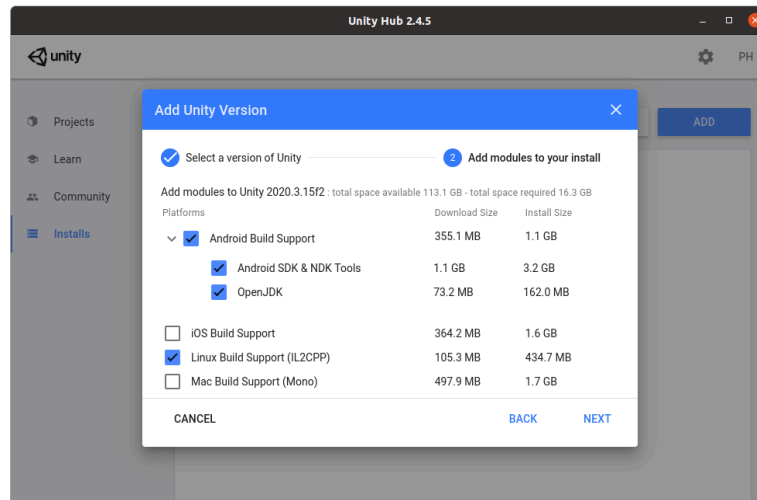 Unity Hub 2.4.5
unity
PH
Projects
Learn
Community
Installs
ADD
Add Unity Version
Select a version of Unity
2 Add modules to your install
Add modules to Unity 2020.3.15f2 : total space available 113.1 GB - total space required 16.3 GB
Platforms Download Size Install Size
Android Build Support 355.1 MB 1.1 GB
Android SDK & NDK Tools 1.1 GB 3.2 GB
OpenJDK 73.2 MB 162.0 MB
iOS Build Support 364.2 MB 1.6 GB
Linux Build Support (IL2CPP) 105.3 MB 434.7 MB
Mac Build Support (Mono) 497.9 MB 1.7 GB
CANCEL BACK NEXT